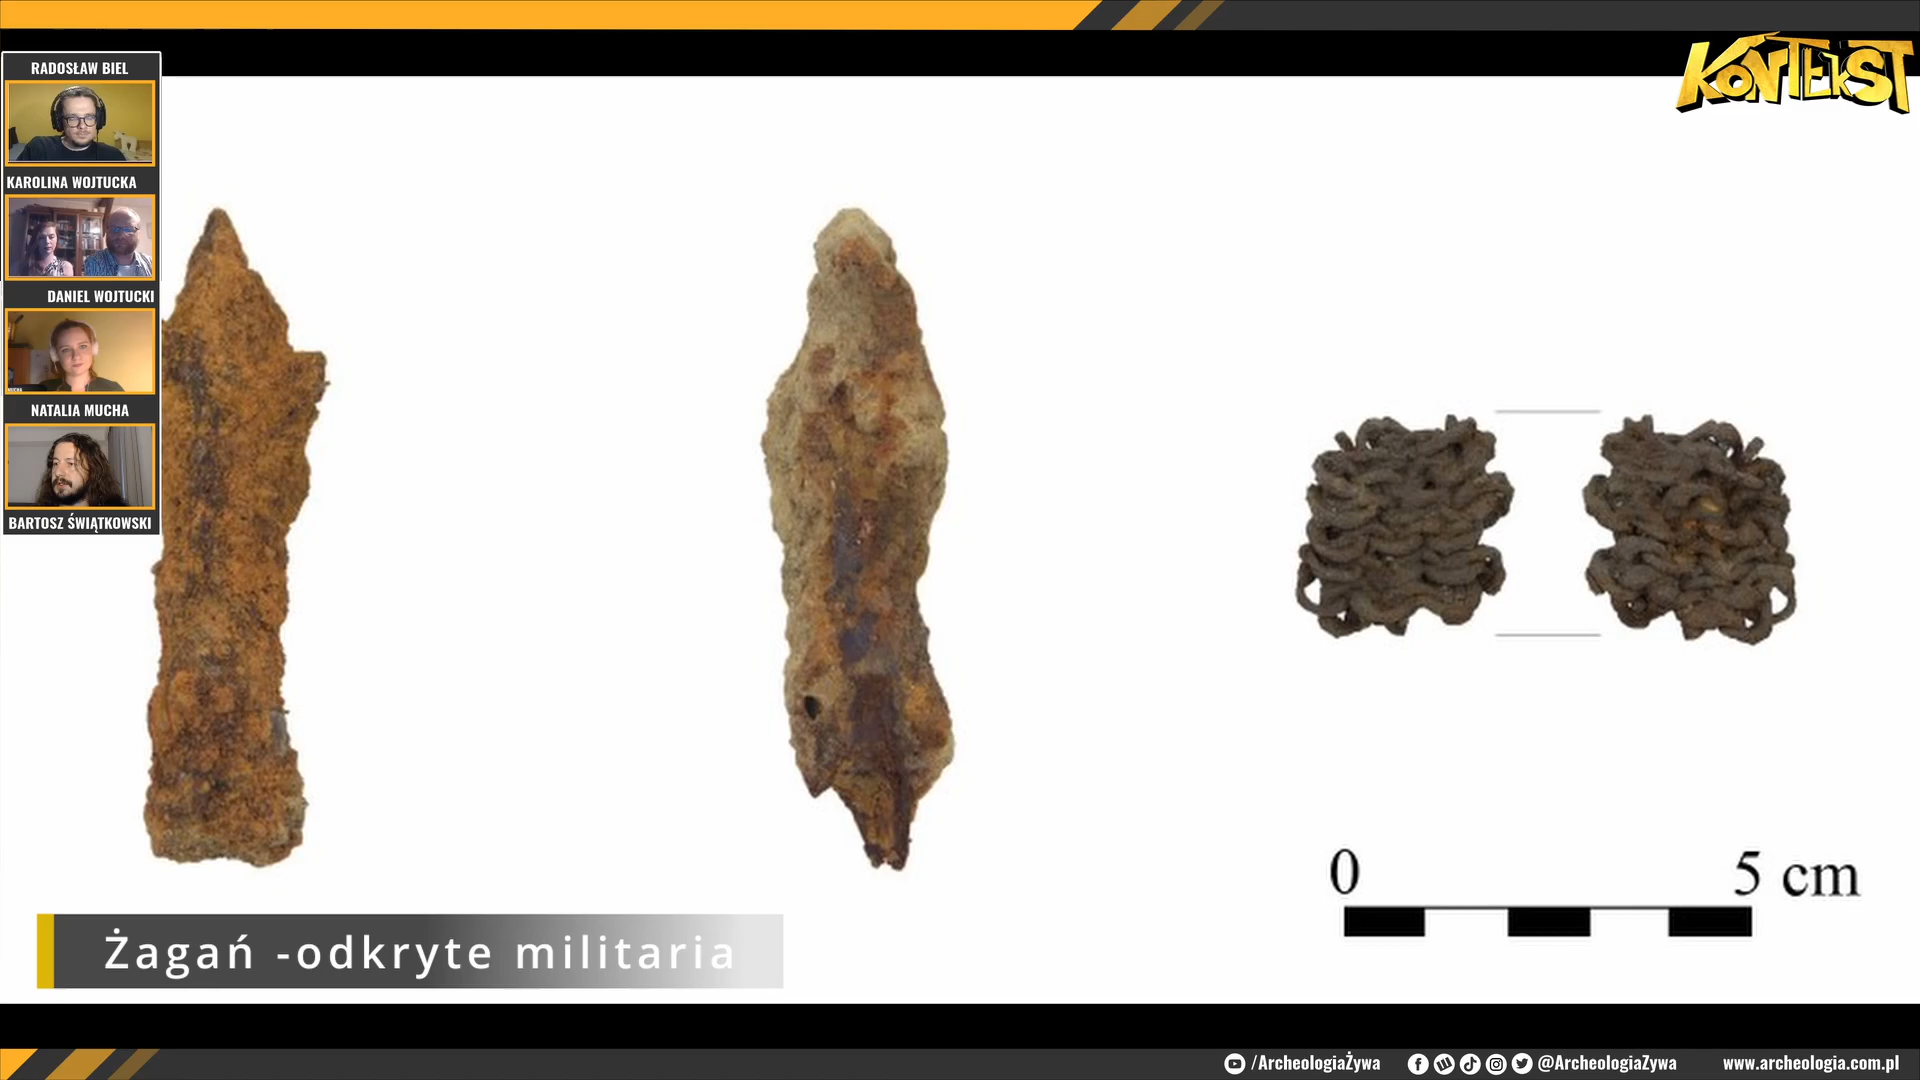 KONTEKST
RADOSŁAW BIEL
KAROLINA WOJTUCKA
DANIEL WOJTUCKI
MUCHA
NATALIA MUCHA
BARTOSZ ŚWIĄTKOWSKI
0 5 cm
Żagań -odkryte militaria
/ArcheologiaŻywa @ArcheologiaZywa www.archeologia.com.pl